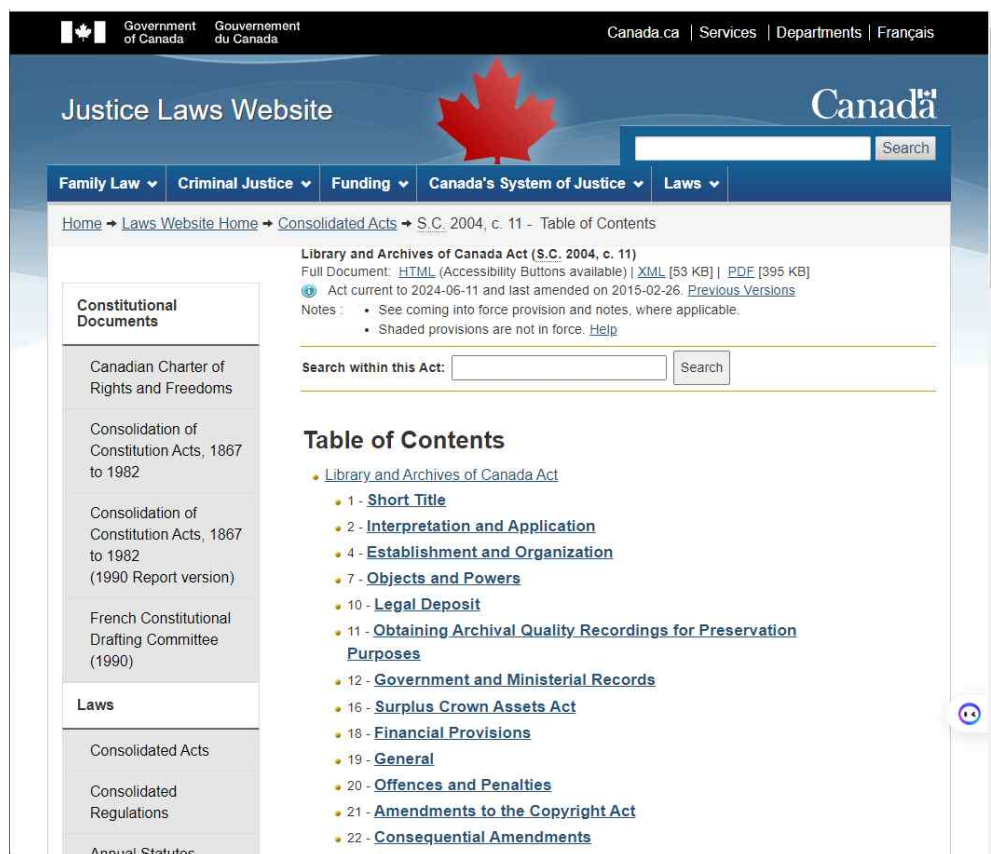 Government
of Canada
Gouvernement
du Canada
Canada.ca | Services | Departments | Français
Justice Laws Website
Canada
Search
Family Law
Criminal Justice
Funding
Canada's System of Justice
Laws
Home → Laws Website Home → Consolidated Acts → S.C. 2004, c. 11 - Table of Contents
Constitutional
Documents
Canadian Charter of
Rights and Freedoms
Consolidation of
Constitution Acts, 1867
to 1982
Consolidation of
Constitution Acts, 1867
to 1982
(1990 Report version)
French Constitutional
Drafting Committee
(1990)
Laws
Consolidated Acts
Consolidated
Regulations
Annual Statutes
Library and Archives of Canada Act (S.C. 2004, c. 11)
Full Document: HTML (Accessibility Buttons available) | XML [53 KB] | PDF [395 KB]
Act current to 2024-06-11 and last amended on 2015-02-26. Previous Versions
Notes : • See coming into force provision and notes, where applicable.
• Shaded provisions are not in force. Help
Search within this Act: Search
Table of Contents
Library and Archives of Canada Act
1 - Short Title
2 - Interpretation and Application
4 - Establishment and Organization
7 - Objects and Powers
10 - Legal Deposit
11 - Obtaining Archival Quality Recordings for Preservation
Purposes
12 - Government and Ministerial Records
16 - Surplus Crown Assets Act
18 - Financial Provisions
19 - General
20 - Offences and Penalties
21 - Amendments to the Copyright Act
22 - Consequential Amendments